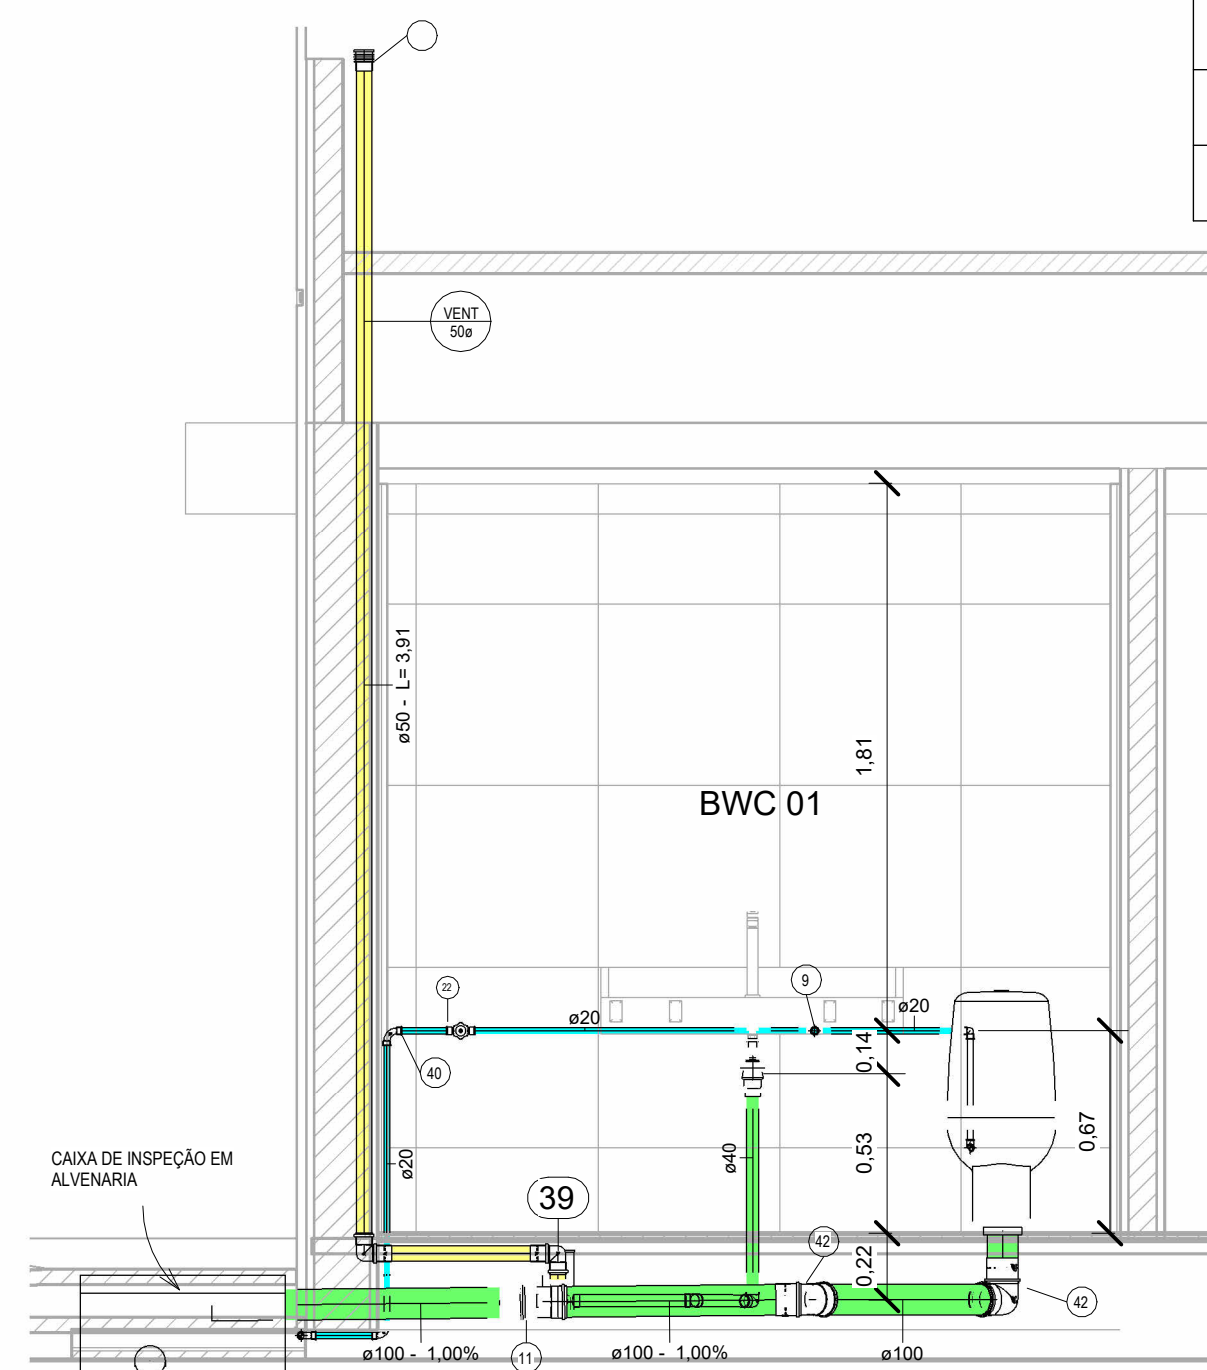 VENT
50ø
ø50 - L= 3,91
1,81
BWC 01
22
9
ø20
ø20
0,14
40
0,67
CAIXA DE INSPEÇÃO EM
ALVENARIA
ø20
ø40
0,53
39
42
0,22
42
ø100 - 1,00%
11
ø100 - 1,00%
ø100